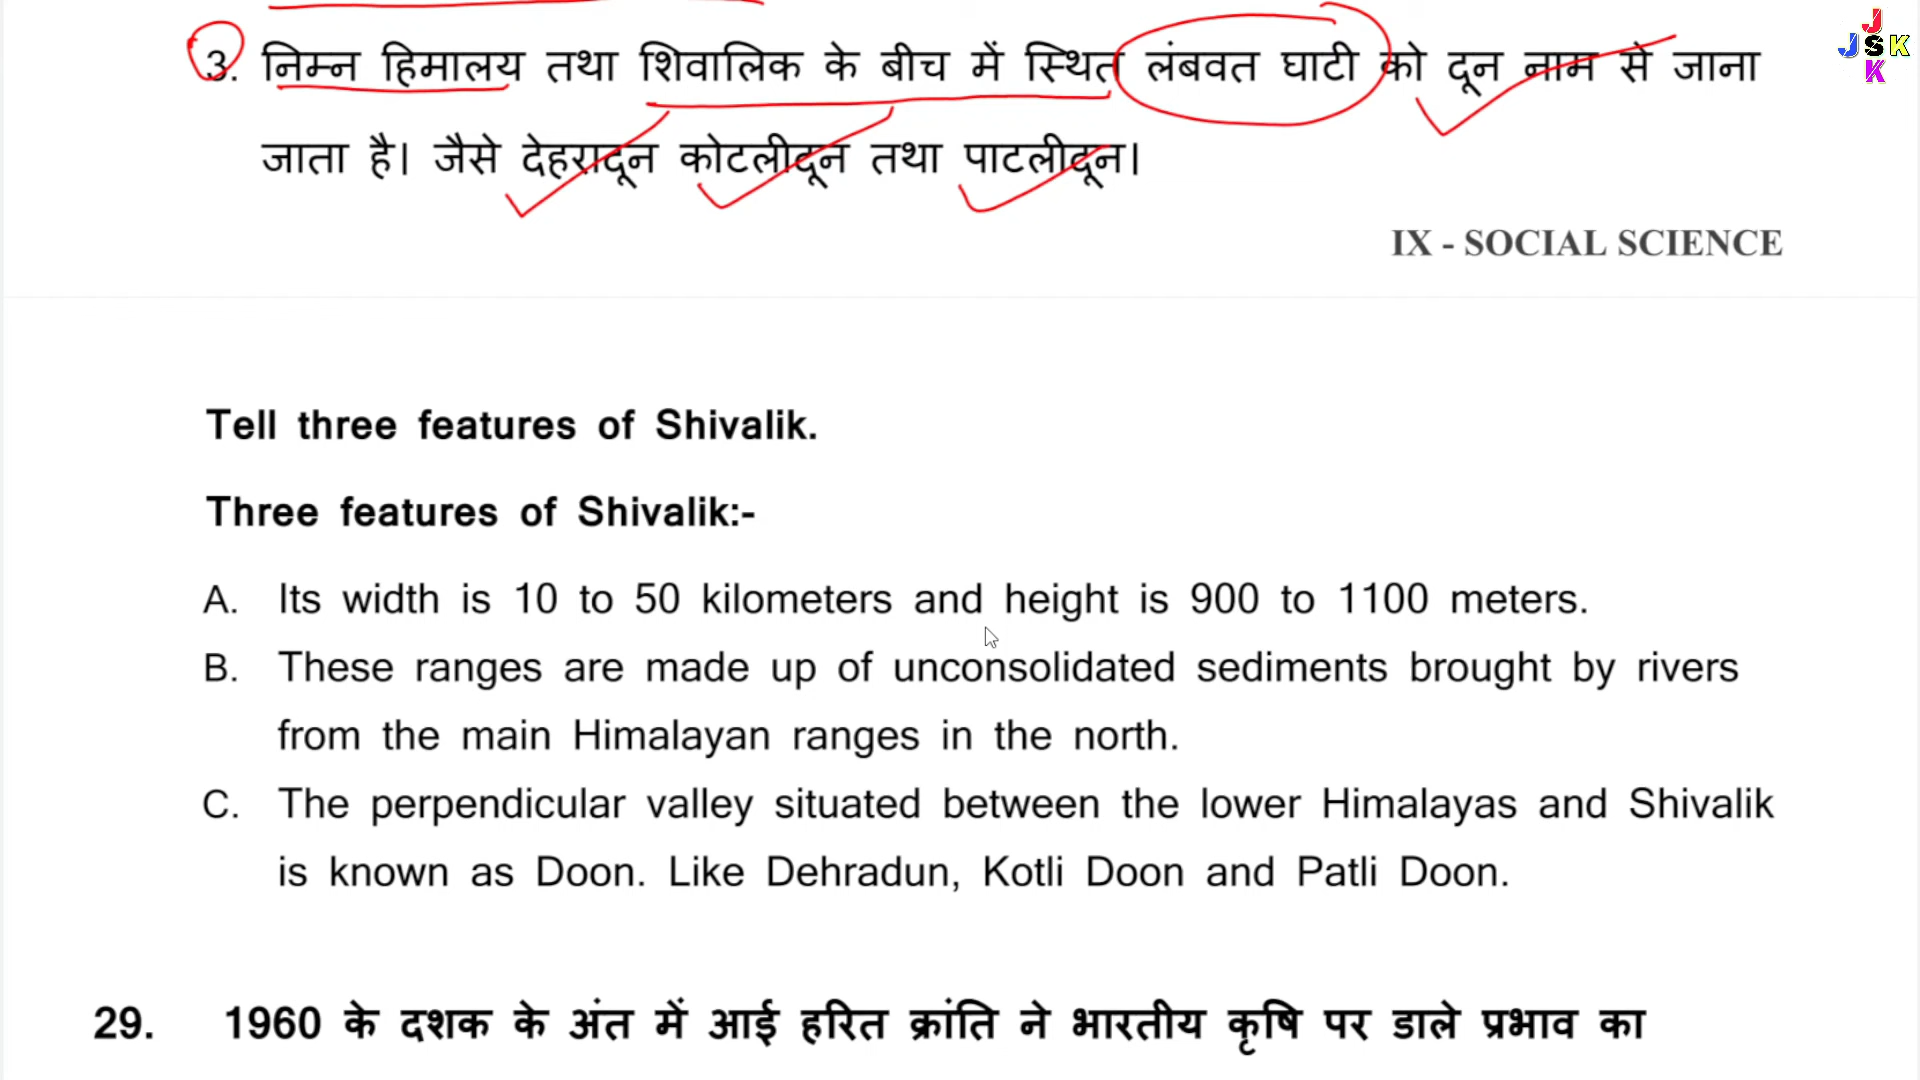 3. निम्न हिमालय तथा शिवालिक के बीच में स्थित लंबवत घाटी को दून नाम से जाना
जाता है। जैसे देहरादून कोटलीदून तथा पाटलीदून।
J
JSK
K
IX - SOCIAL SCIENCE
Tell three features of Shivalik.
Three features of Shivalik:-
A. Its width is 10 to 50 kilometers and height is 900 to 1100 meters.
B. These ranges are made up of unconsolidated sediments brought by rivers
from the main Himalayan ranges in the north.
C. The perpendicular valley situated between the lower Himalayas and Shivalik
is known as Doon. Like Dehradun, Kotli Doon and Patli Doon.
29. 1960 के दशक के अंत में आई हरित क्रांति ने भारतीय कृषि पर डाले प्रभाव का